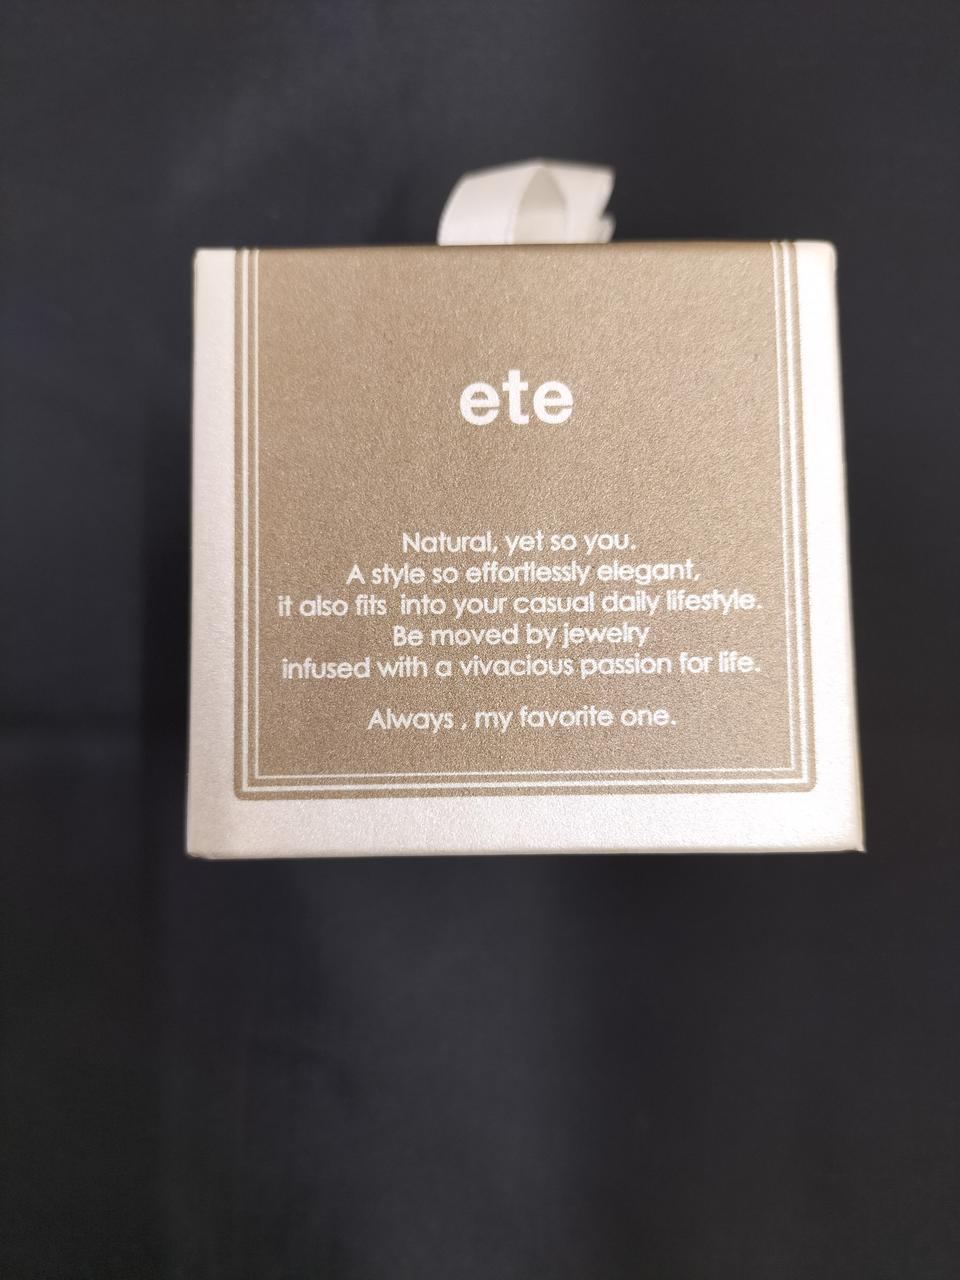 ete
Natural, yet so you.
A style so effortlessly elegant,
it also fits  into your casual daily lifestyle.
Be moved by jewelry
infused with a vivacious passion for life.
Always , my favorite one.